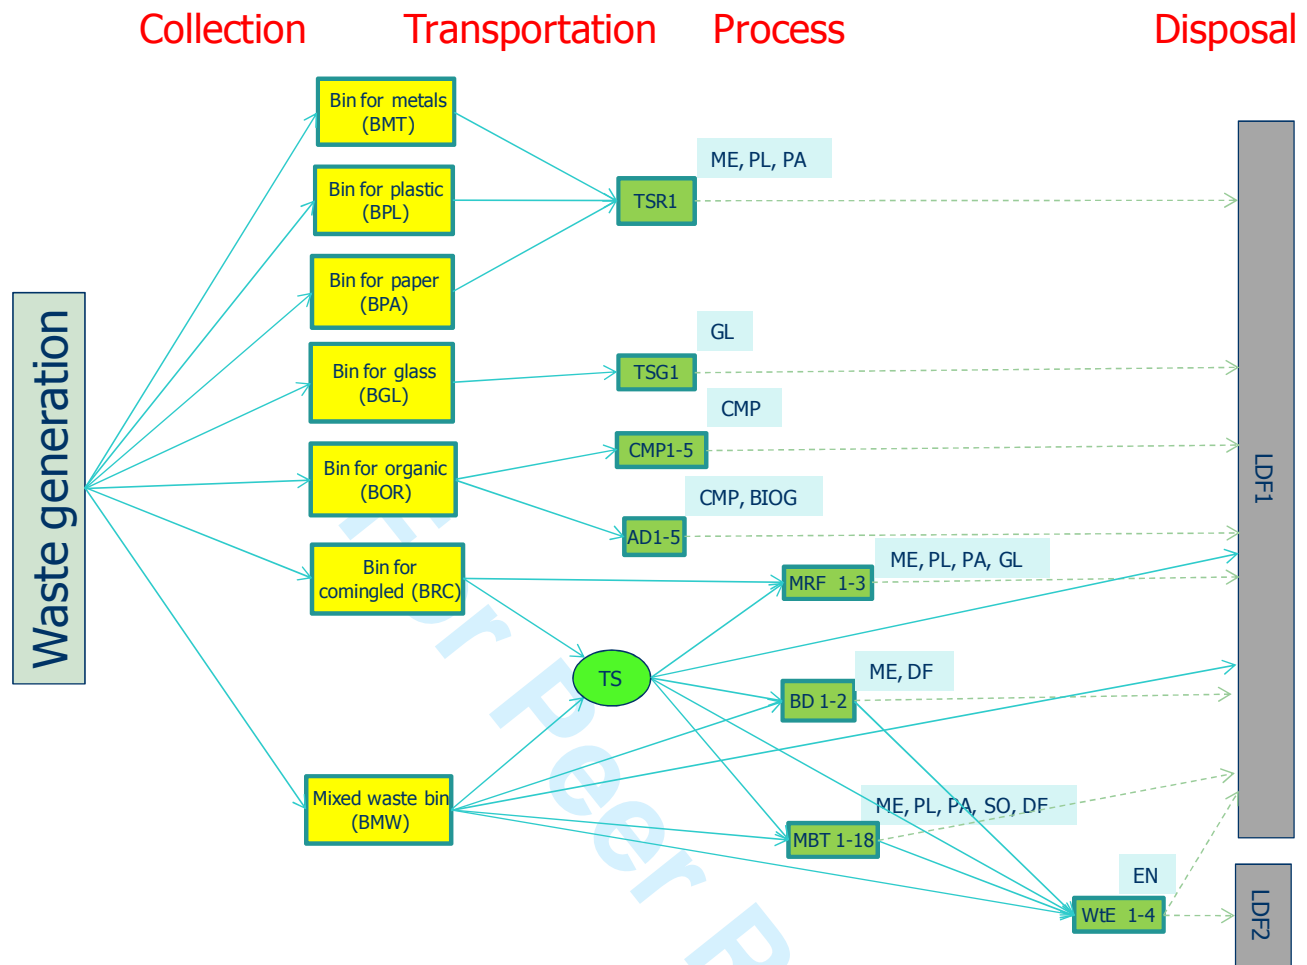 Collection Transportation Process Disposal
Bin for metals
(BMT)
ME, PL, PA
Bin for plastic
(BPL)
TSR1
Bin for paper
(BPA)
GL
Bin for glass
(BGL)
TSG1
CMP
Bin for organic
(BOR)
CMP1-5
CMP, BIOG
AD1-5
Waste generation
LDF1
Bin for
comingled (BRC)
ME, PL, PA, GL
MRF 1-3
TS
ME, DF
BD 1-2
Mixed waste bin
(BMW)
ME, PL, PA, SO, DF
MBT 1-18
EN
WtE 1-4
LDF2
For Peer R